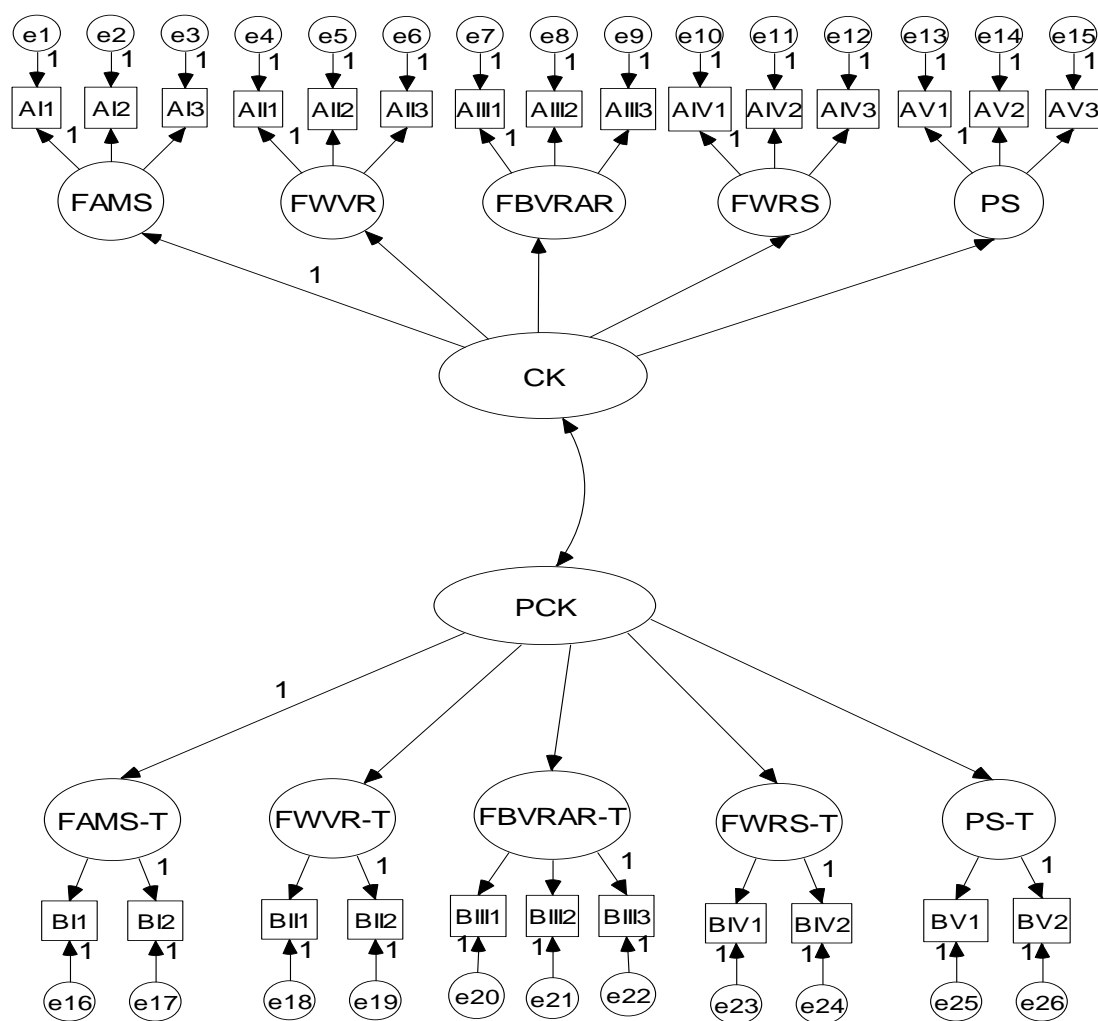 e1 e2 e3 e4 e5 e6 e7 e8 e9 e10 e11 e12 e13 e14 e15
1 1 1 1 1 1 1 1 1 1 1 1 1 1 1
AI1 AI2 AI3 AII1 AII2 AII3 AIII1 AIII2 AIII3 AIV1 AIV2 AIV3 AV1 AV2 AV3
1 1 1 1 1
FAMS FWVR FBVRAR FWRS PS
1
CK
PCK
1
FAMS-T FWVR-T FBVRAR-T FWRS-T PS-T
1 1 1 1 1
BI1 BI2 BII1 BII2 BIII1 BIII2 BIII3 BIV1 BIV2 BV1 BV2
1 1 1 1 1 1 1 1 1 1 1
e16 e17 e18 e19 e20 e21 e22 e23 e24 e25 e26